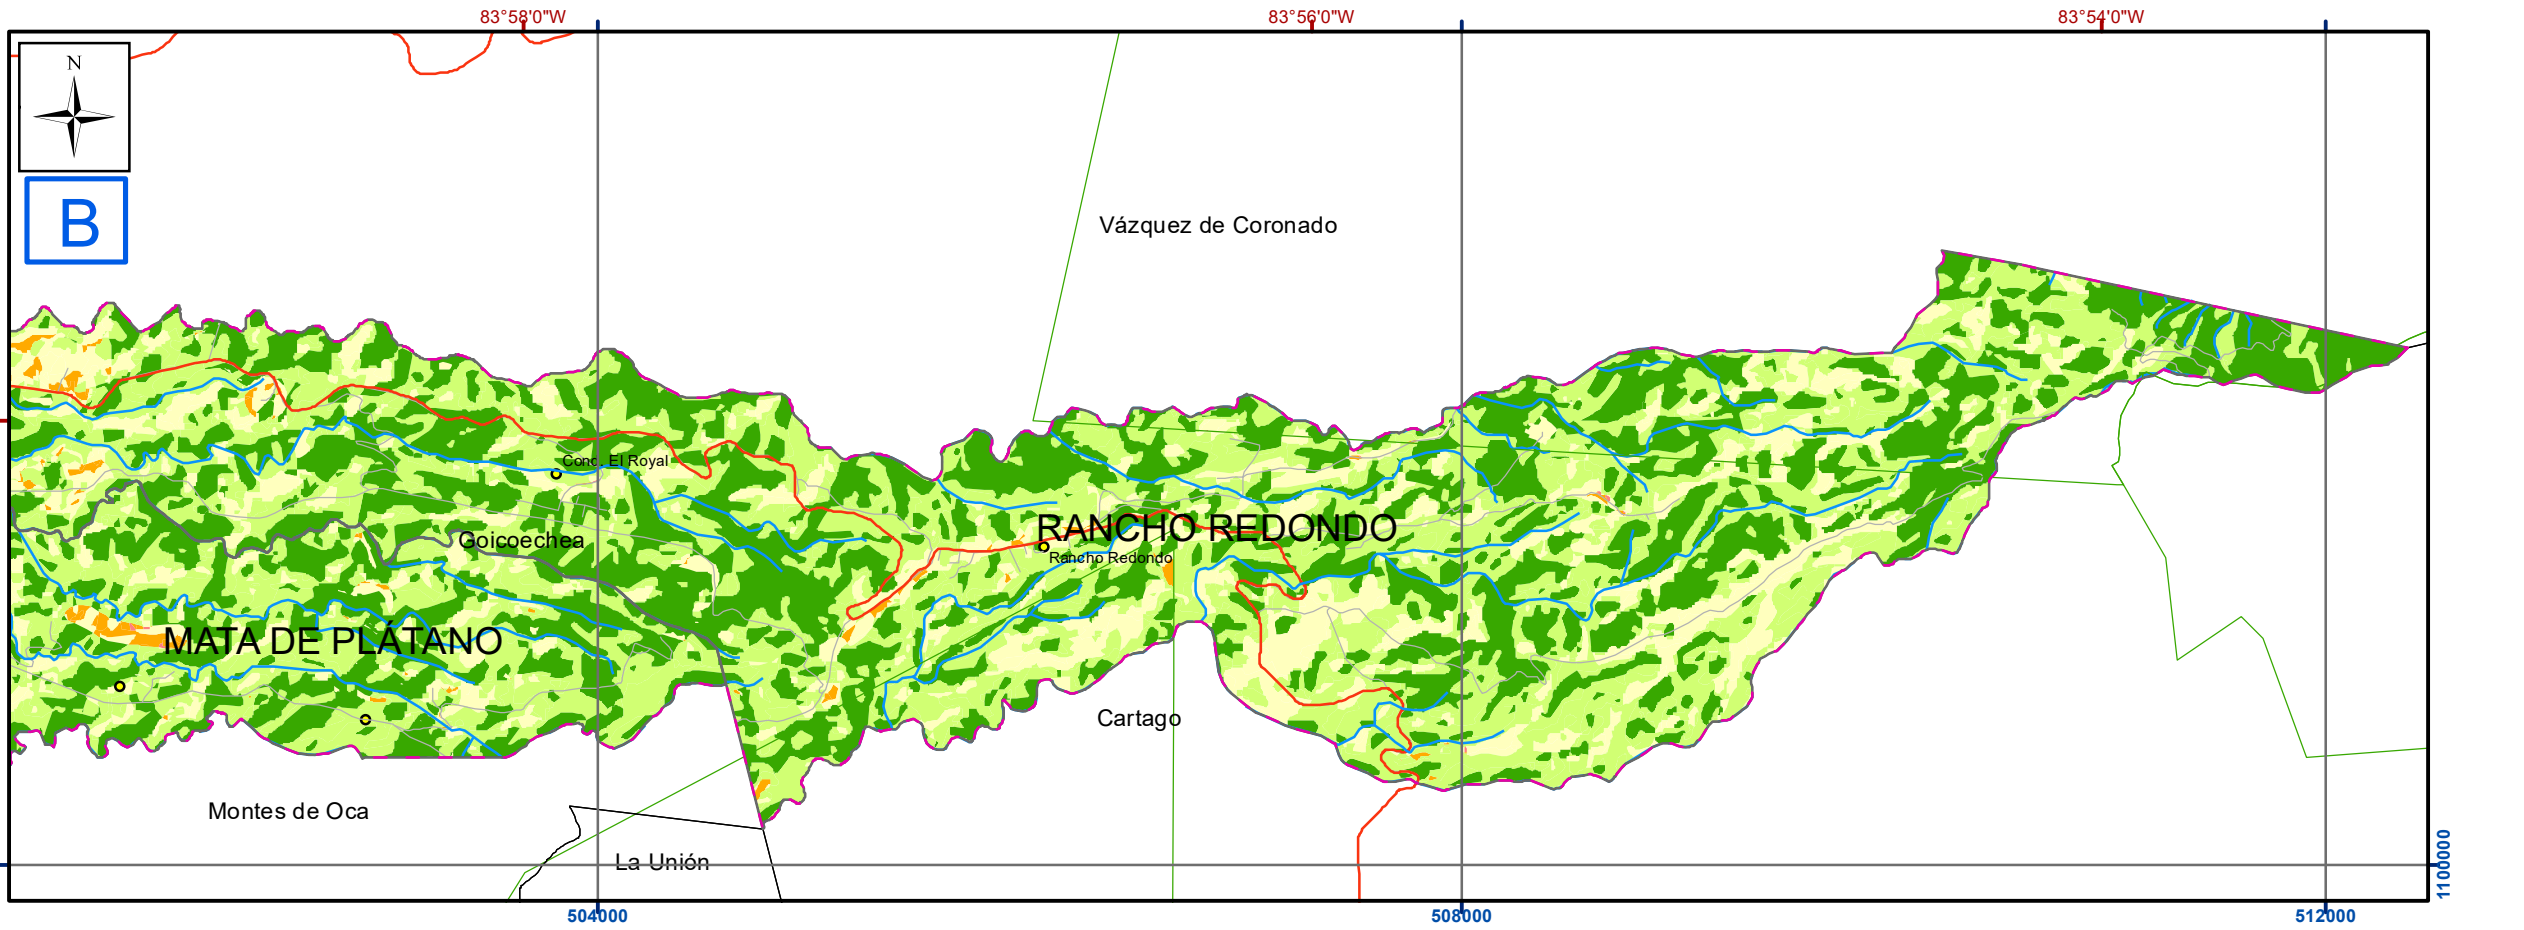 83°58'0"W
83°56'0"W
83°54'0"W
N
B
Vázquez de Coronado
Cond. El Royal
RANCHO REDONDO
Goicoechea
Rancho Redondo
MATA DE PLÁTANO
Cartago
Montes de Oca
La Unión
1100000
504000
508000
512000